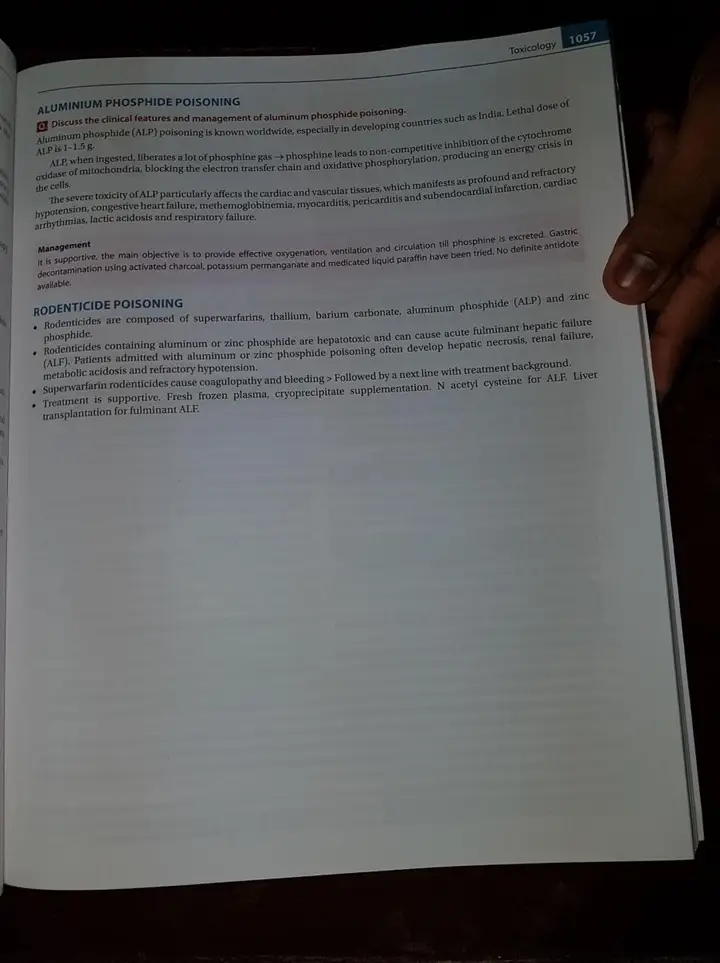 Toxicology 1057
ALUMINIUM PHOSPHIDE POISONING
Q Discuss the clinical features and management of aluminum phosphide poisoning.
Aluminum phosphide (ALP) poisoning is known worldwide, especially in developing countries such as India. Lethal dose of
ALP is 1–1.5 g.
ALP, when ingested, liberates a lot of phosphine gas → phosphine leads to non-competitive inhibition of the cytochrome
oxidase of mitochondria, blocking the electron transfer chain and oxidative phosphorylation, producing an energy crisis in
the cells.
The severe toxicity of ALP particularly affects the cardiac and vascular tissues, which manifests as profound and refractory
hypotension, congestive heart failure, methemoglobinemia, myocarditis, pericarditis and subendocardial infarction, cardiac
arrhythmias, lactic acidosis and respiratory failure.
Management
It is supportive, the main objective is to provide effective oxygenation, ventilation and circulation till phosphine is excreted. Gastric
decontamination using activated charcoal, potassium permanganate and medicated liquid paraffin have been tried. No definite antidote
available.
RODENTICIDE POISONING
• Rodenticides are composed of superwarfarins, thallium, barium carbonate, aluminum phosphide (ALP) and zinc
phosphide.
• Rodenticides containing aluminum or zinc phosphide are hepatotoxic and can cause acute fulminant hepatic failure
(ALF). Patients admitted with aluminum or zinc phosphide poisoning often develop hepatic necrosis, renal failure,
metabolic acidosis and refractory hypotension.
• Superwarfarin rodenticides cause coagulopathy and bleeding > Followed by a next line with treatment background.
• Treatment is supportive. Fresh frozen plasma, cryoprecipitate supplementation. N acetyl cysteine for ALF. Liver
transplantation for fulminant ALF.